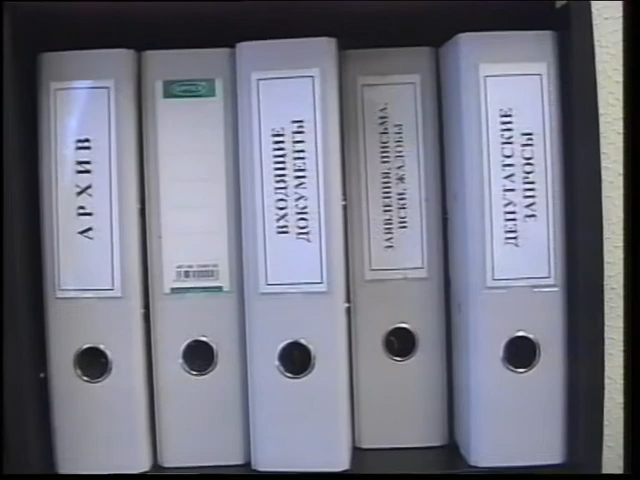 АРХИВ
ВХОДЯЩИЕ
ДОКУМЕНТЫ
ЗАЯВЛЕНИЯ, ПИСЬМА,
ИСКИ, ЖАЛОБЫ
ДЕПУТАТСКИЕ
ЗАПРОСЫ